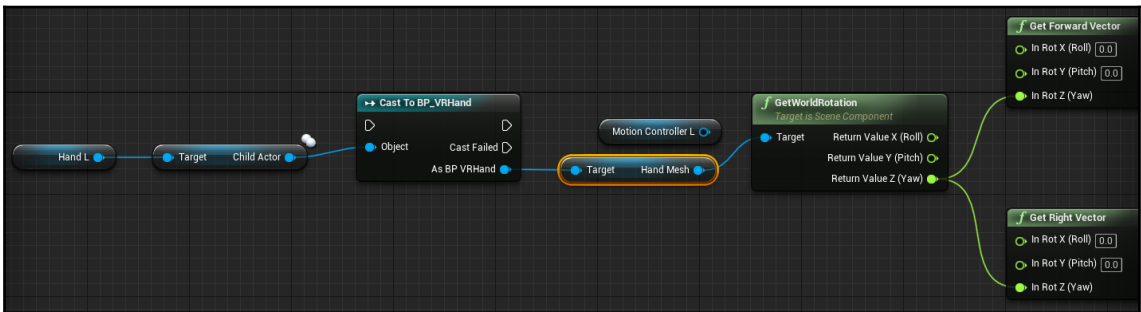 Hand L
Target Child Actor
Cast To BP_VRHand
Object
Cast Failed
As BP VRHand
Motion Controller L
Target Hand Mesh
GetWorldRotation
Target is Scene Component
Target Return Value X (Roll)
Return Value Y (Pitch)
Return Value Z (Yaw)
Get Forward Vector
In Rot X (Roll) 0.0
In Rot Y (Pitch) 0.0
In Rot Z (Yaw)
Get Right Vector
In Rot X (Roll) 0.0
In Rot Y (Pitch) 0.0
In Rot Z (Yaw)